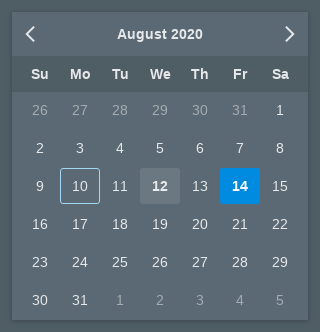 August 2020
Su Mo Tu We Th Fr Sa
26 27 28 29 30 31 1
2 3 4 5 6 7 8
9 10 11 12 13 14 15
16 17 18 19 20 21 22
23 24 25 26 27 28 29
30 31 1 2 3 4 5